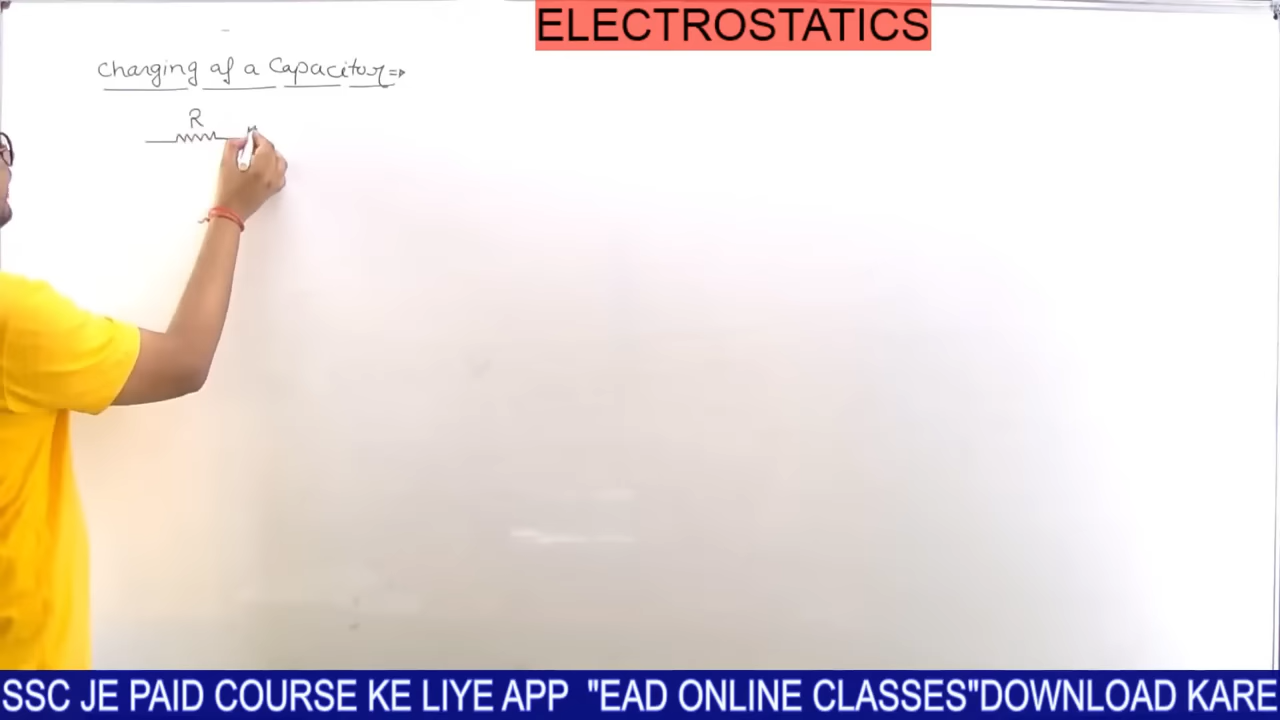 ELECTROSTATICS
Charging of a Capacitor⇒
R
SSC JE PAID COURSE KE LIYE APP "EAD ONLINE CLASSES"DOWNLOAD KARE